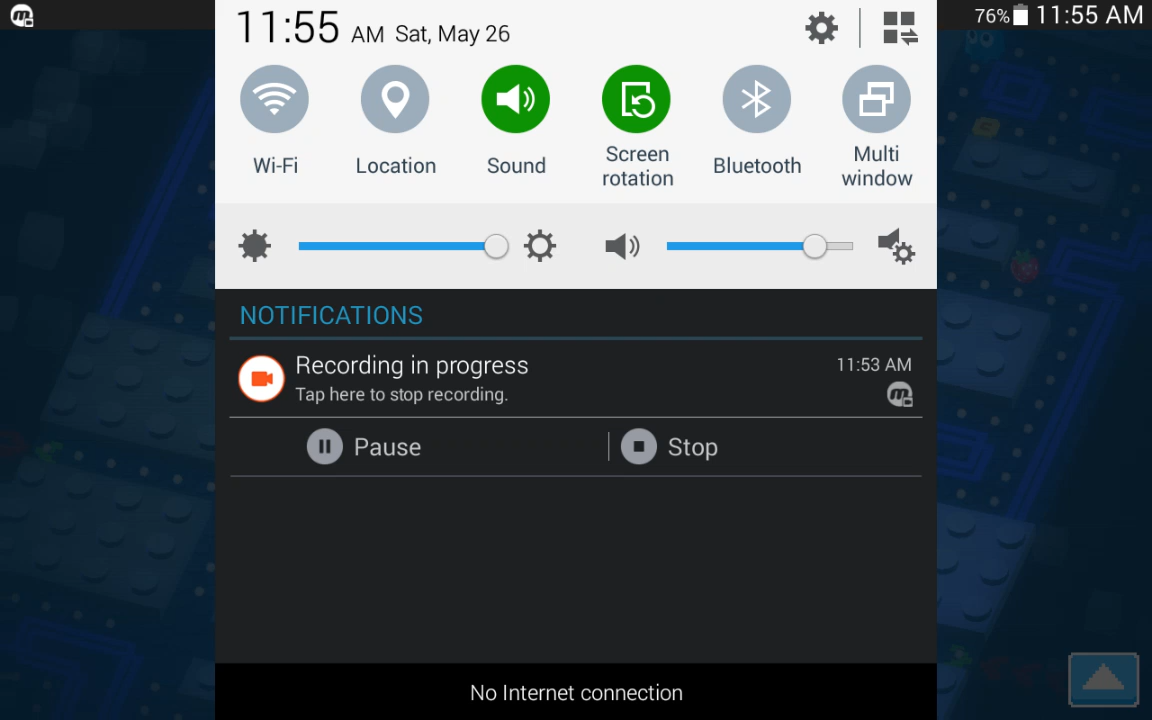 11:55 AM Sat, May 26
76% 11:55 AM
Wi-Fi
Location
Sound
Screen
rotation
Bluetooth
Multi
window
NOTIFICATIONS
Recording in progress
11:53 AM
Tap here to stop recording.
Pause
Stop
No Internet connection